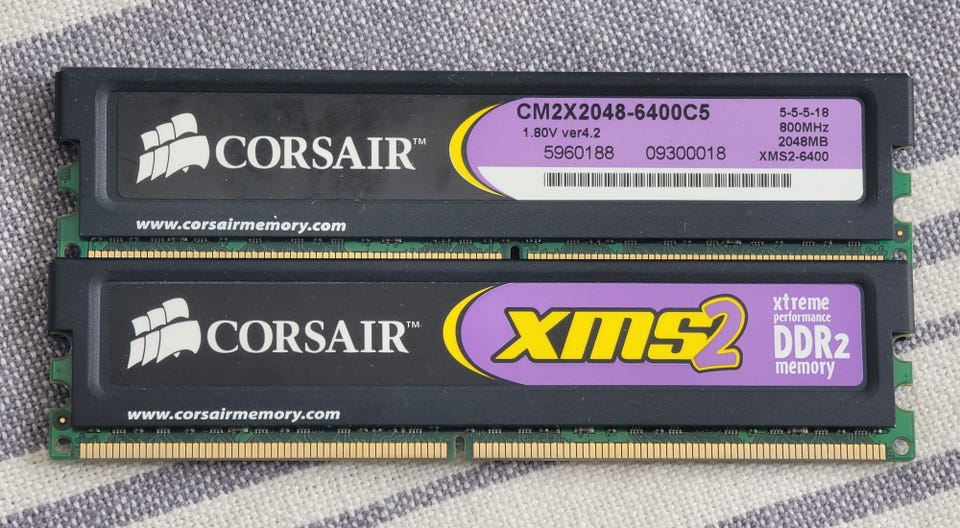 CORSAIR™
CM2X2048-6400C5
1.80V ver4.2
5960188 09300018
5-5-5-18
800MHz
2048MB
XMS2-6400
www.corsairmemory.com
CORSAIR™
xms2
xtreme
performance
DDR2
memory
www.corsairmemory.com